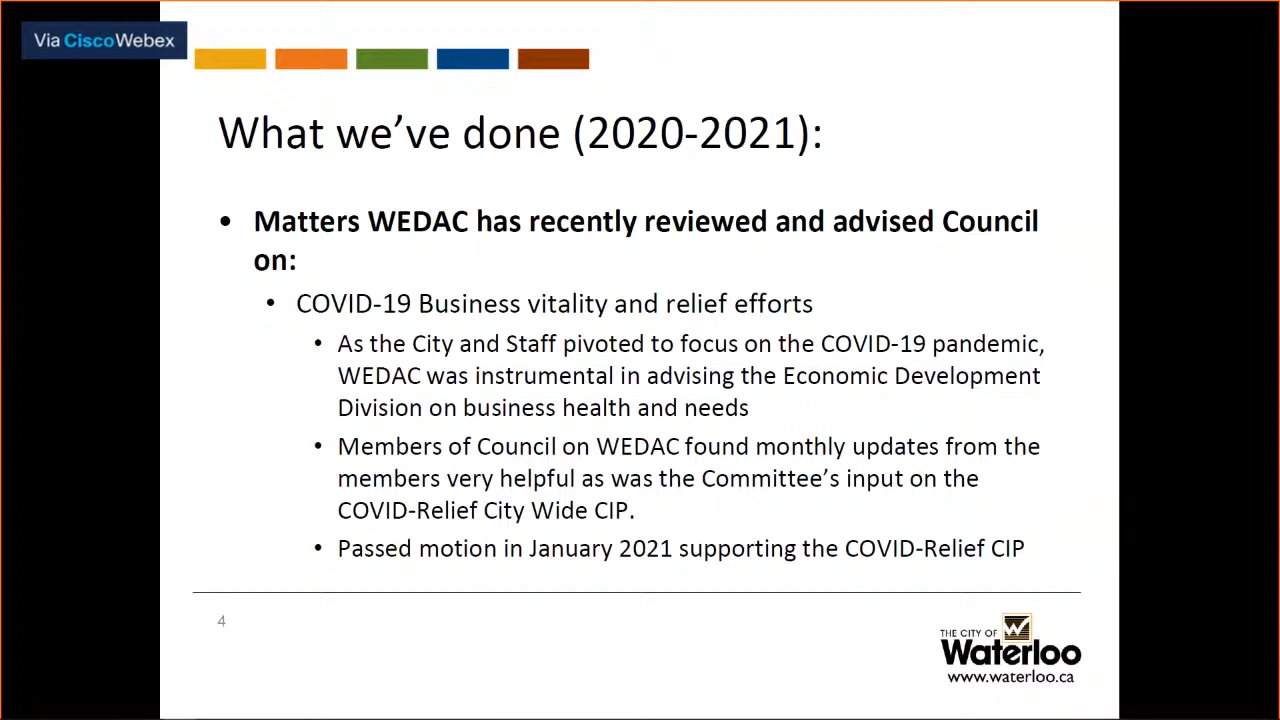 Via CiscoWebex
What we’ve done (2020-2021):
• Matters WEDAC has recently reviewed and advised Council
on:
• COVID-19 Business vitality and relief efforts
• As the City and Staff pivoted to focus on the COVID-19 pandemic,
WEDAC was instrumental in advising the Economic Development
Division on business health and needs
• Members of Council on WEDAC found monthly updates from the
members very helpful as was the Committee’s input on the
COVID-Relief City Wide CIP.
• Passed motion in January 2021 supporting the COVID-Relief CIP
4
THE CITY OF
Waterloo
www.waterloo.ca